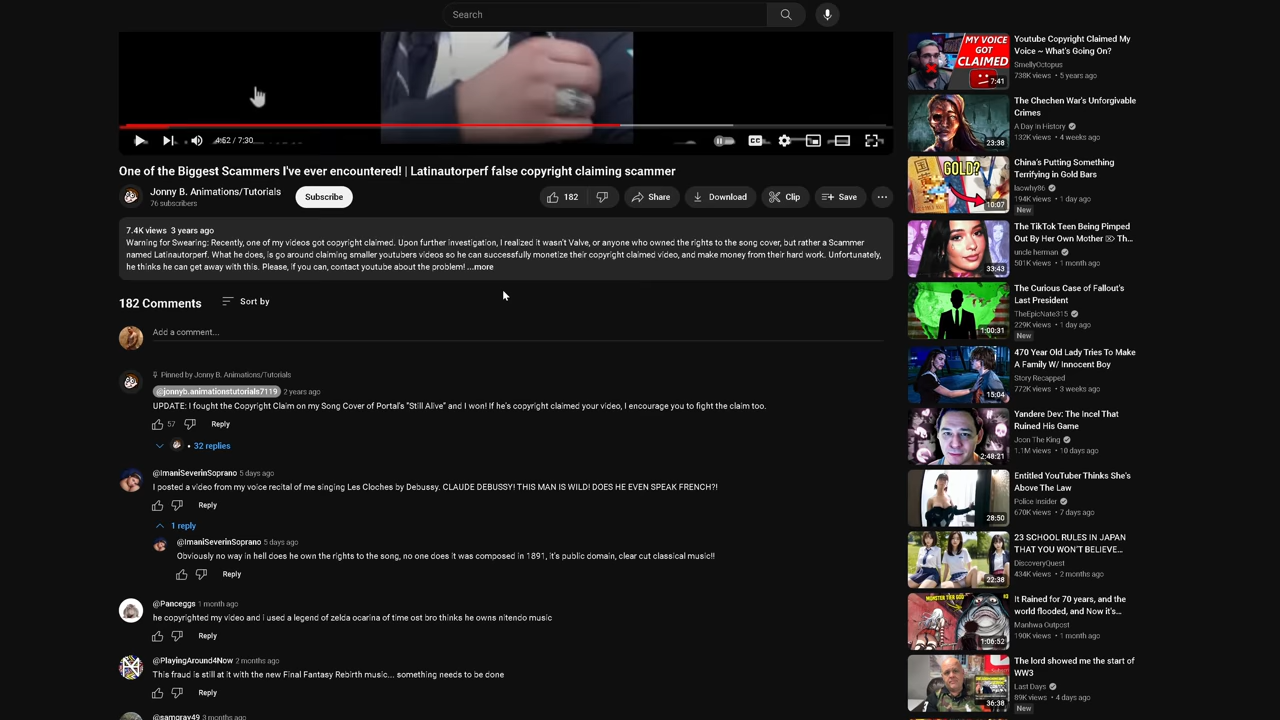 Search
4:52 / 7:30
One of the Biggest Scammers I've ever encountered! | Latinautorperf false copyright claiming scammer
Jonny B. Animations/Tutorials
76 subscribers
Subscribe
182
Share
Download
Clip
Save
7.4K views 3 years ago
Warning for Swearing: Recently, one of my videos got copyright claimed. Upon further investigation, I realized it wasn't Valve, or anyone who owned the rights to the song cover, but rather a Scammer
named Latinautorperf. What he does, is go around claiming smaller youtubers videos so he can successfully monetize their copyright claimed video, and make money from their hard work. Unfortunately,
he thinks he can get away with this. Please, if you can, contact youtube about the problem! ...more
182 Comments
Sort by
Add a comment...
Pinned by Jonny B. Animations/Tutorials
@jonnyb.animationstutorials7119 2 years ago
UPDATE: I fought the Copyright Claim on my Song Cover of Portal's "Still Alive" and I won! If he's copyright claimed your video, I encourage you to fight the claim too.
57
Reply
32 replies
@ImaniSeverinSoprano 5 days ago
I posted a video from my voice recital of me singing Les Cloches by Debussy. CLAUDE DEBUSSY! THIS MAN IS WILD! DOES HE EVEN SPEAK FRENCH?!
Reply
1 reply
@ImaniSeverinSoprano 5 days ago
Obviously no way in hell does he own the rights to the song, no one does it was composed in 1891, it's public domain, clear cut classical music!!
Reply
@Panceggs 1 month ago
he copyrighted my video and i used a legend of zelda ocarina of time ost bro thinks he owns nitendo music
Reply
@PlayingAround4Now 2 months ago
This fraud is still at it with the new Final Fantasy Rebirth music... something needs to be done
Reply
@samgray49 3 months ago
MY VOICE
GOT
CLAIMED
7:41
Youtube Copyright Claimed My
Voice ~ What's Going On?
SmellyOctopus
738K views • 5 years ago
23:38
The Chechen War's Unforgivable
Crimes
A Day In History
132K views • 4 weeks ago
GOLD?
10:07
China's Putting Something
Terrifying in Gold Bars
laowhy86
194K views • 1 day ago
New
33:43
The TikTok Teen Being Pimped
Out By Her Own Mother ⌦ Th...
uncle herman
501K views • 1 month ago
1:00:31
The Curious Case of Fallout's
Last President
TheEpicNate315
229K views • 1 day ago
New
15:04
470 Year Old Lady Tries To Make
A Family W/ Innocent Boy
Story Recapped
772K views • 3 weeks ago
2:48:21
Yandere Dev: The Incel That
Ruined His Game
Joon The King
1.1M views • 10 days ago
28:50
Entitled YouTuber Thinks She's
Above The Law
Police Insider
670K views • 7 days ago
22:38
23 SCHOOL RULES IN JAPAN
THAT YOU WON'T BELIEVE...
DiscoveryQuest
434K views • 2 months ago
1:06:52
It Rained for 70 years, and the
world flooded, and Now it's...
Manhwa Outpost
190K views • 1 month ago
36:38
The lord showed me the start of
WW3
Last Days
89K views • 4 days ago
New